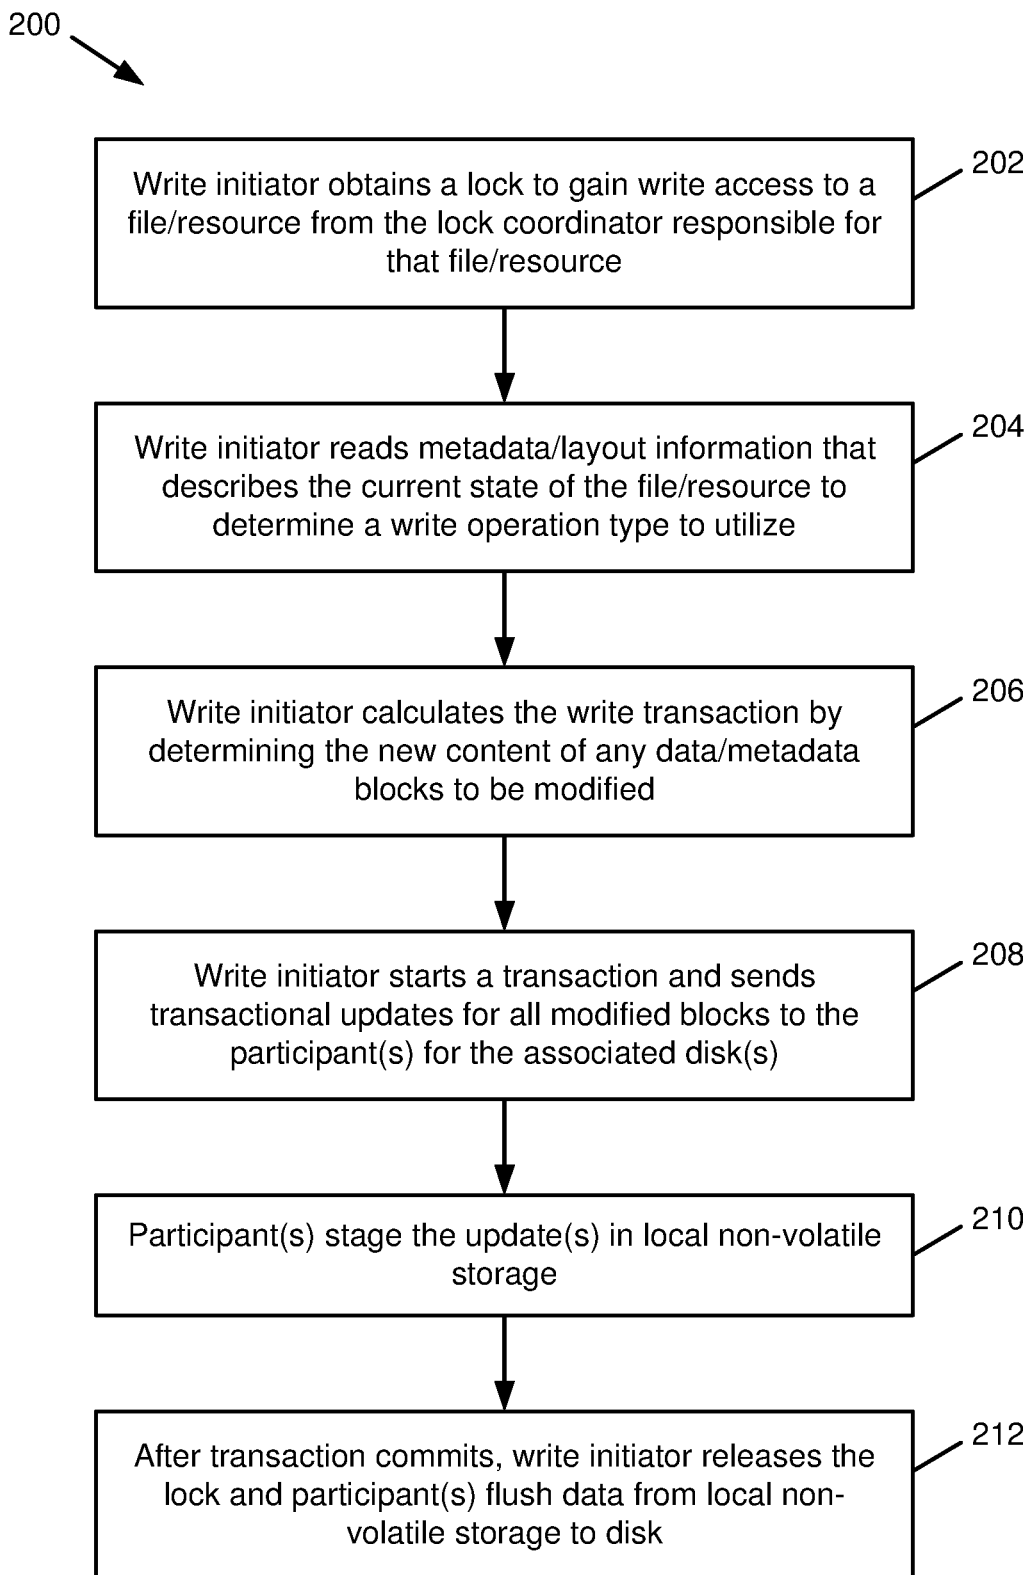 200
202
Write initiator obtains a lock to gain write access to a
file/resource from the lock coordinator responsible for
that file/resource
204
Write initiator reads metadata/layout information that
describes the current state of the file/resource to
determine a write operation type to utilize
206
Write initiator calculates the write transaction by
determining the new content of any data/metadata
blocks to be modified
208
Write initiator starts a transaction and sends
transactional updates for all modified blocks to the
participant(s) for the associated disk(s)
210
Participant(s) stage the update(s) in local non-volatile
storage
212
After transaction commits, write initiator releases the
lock and participant(s) flush data from local non-
volatile storage to disk